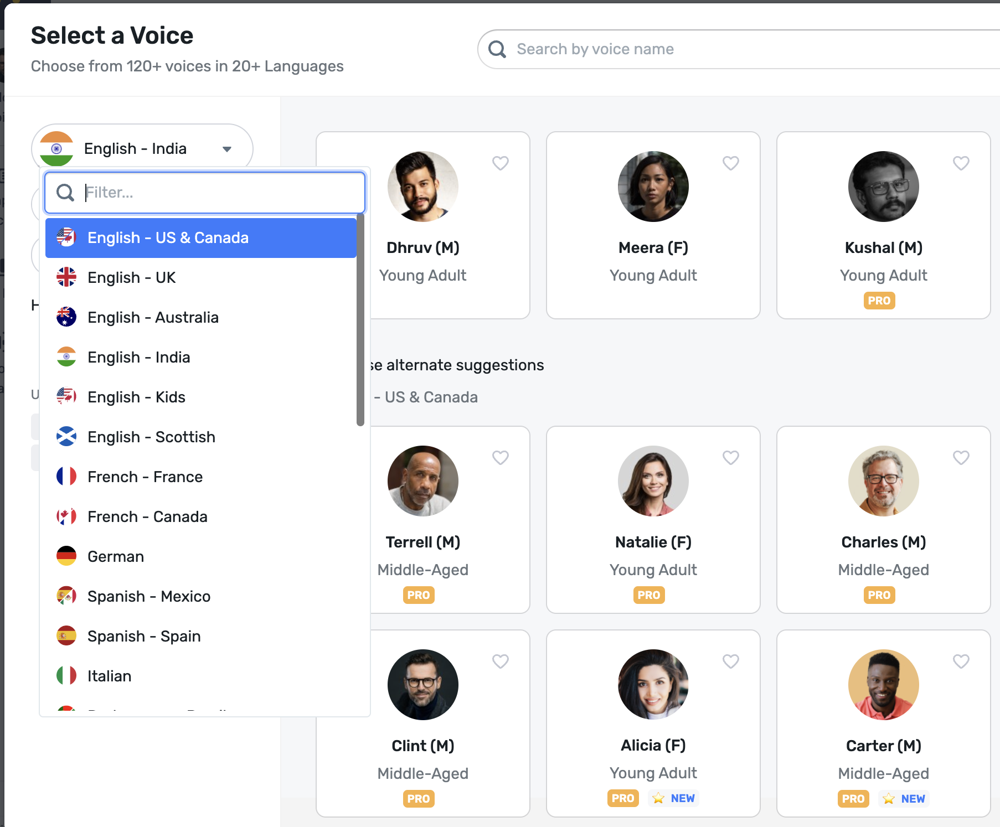 Select a Voice
Choose from 120+ voices in 20+ Languages
Search by voice name
English - India
Filter...
English - US & Canada
English - UK
English - Australia
English - India
English - Kids
English - Scottish
French - France
French - Canada
German
Spanish - Mexico
Spanish - Spain
Italian
Dhruv (M)
Young Adult
Meera (F)
Young Adult
Kushal (M)
Young Adult
PRO
alternate suggestions
- US & Canada
Terrell (M)
Middle-Aged
PRO
Natalie (F)
Young Adult
PRO
Charles (M)
Middle-Aged
PRO
Clint (M)
Middle-Aged
PRO
Alicia (F)
Young Adult
PRO NEW
Carter (M)
Middle-Aged
PRO NEW